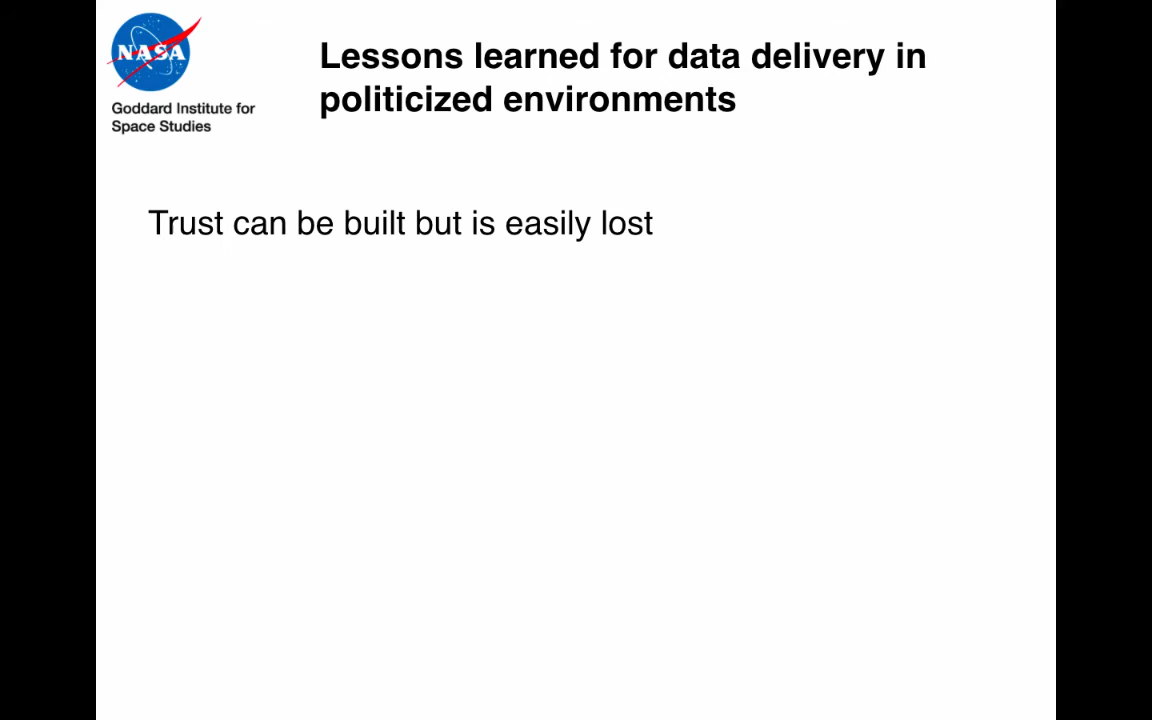 NASA
Goddard Institute for
Space Studies
Lessons learned for data delivery in
politicized environments
Trust can be built but is easily lost